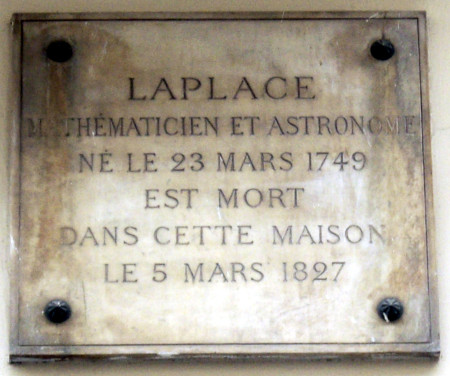 LAPLACE
MATHÉMATICIEN ET ASTRONOME
NÉ LE 23 MARS 1749
EST MORT
DANS CETTE MAISON
LE 5 MARS 1827